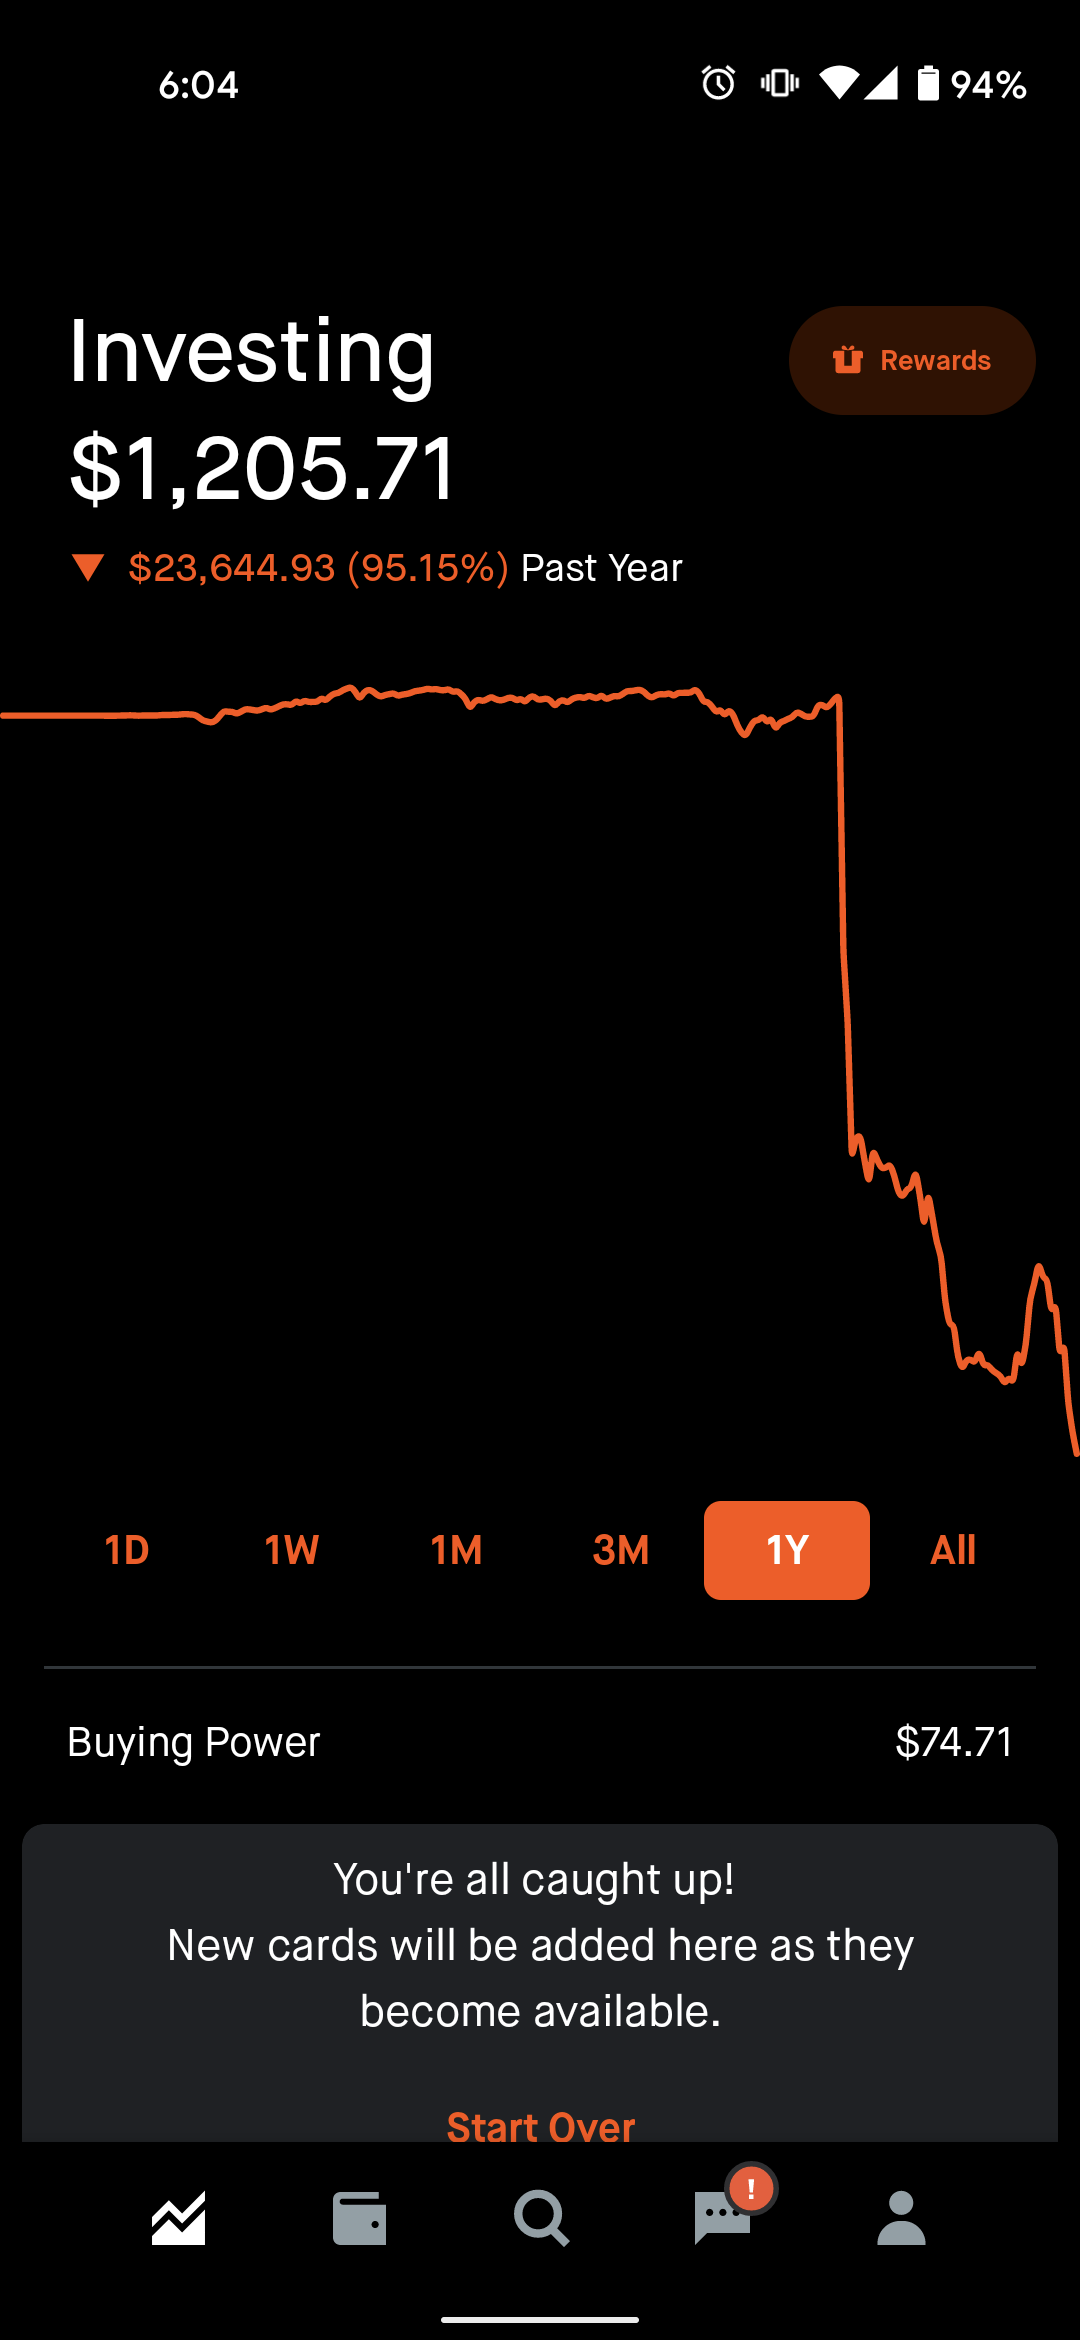 6:04
94%
Investing
Rewards
$1,205.71
▼ $23,644.93 (95.15%) Past Year
1D 1W 1M 3M 1Y All
Buying Power $74.71
You're all caught up!
New cards will be added here as they
become available.
Start Over
!